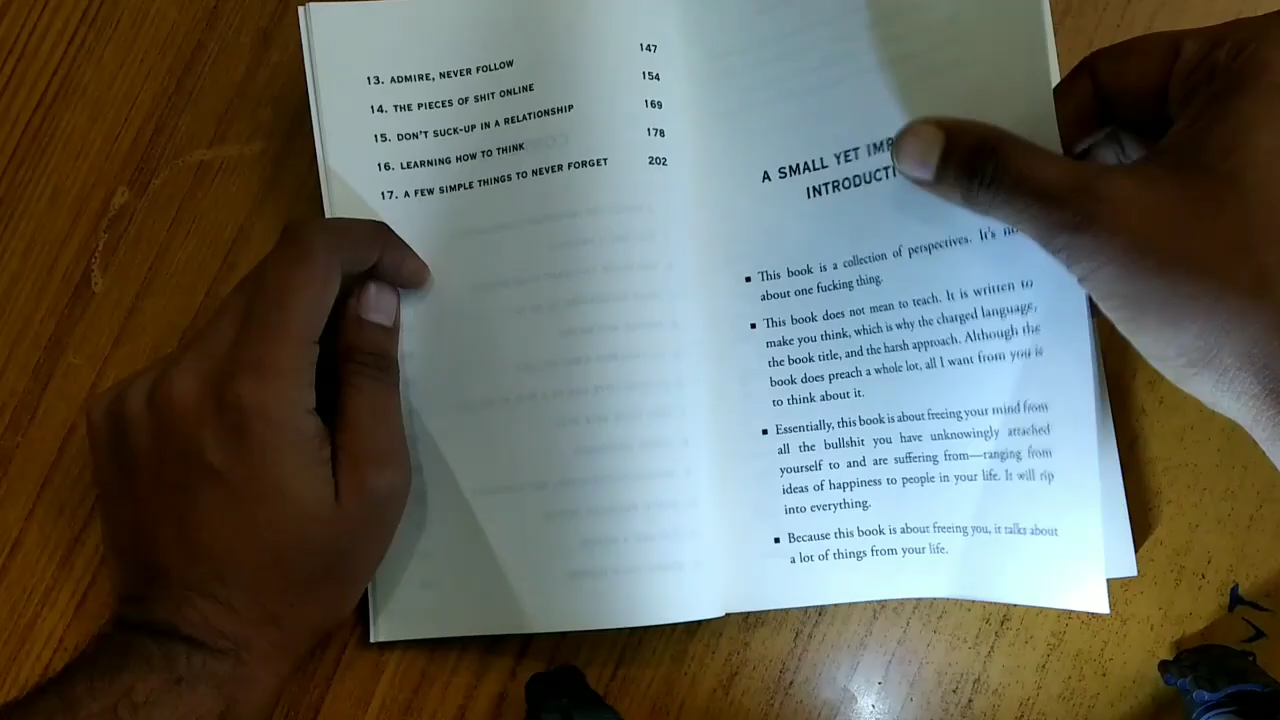 13. ADMIRE, NEVER FOLLOW 147
14. THE PIECES OF SHIT ONLINE 154
15. DON'T SUCK-UP IN A RELATIONSHIP 169
16. LEARNING HOW TO THINK 178
17. A FEW SIMPLE THINGS TO NEVER FORGET 202
A SMALL YET
▪ This book is a collection of perspectives. It's
about one fucking thing.
▪ This book does not mean to teach. It is written to
make you think, which is why the charged language,
the book title, and the harsh approach. Although the
book does preach a whole lot, all I want from you is
to think about it.
▪ Essentially, this book is about freeing your mind from
all the bullshit you have unknowingly attached
yourself to and are suffering from—ranging from
ideas of happiness to people in your life. It will rip
into everything.
▪ Because this book is about freeing you, it talks about
a lot of things from your life.